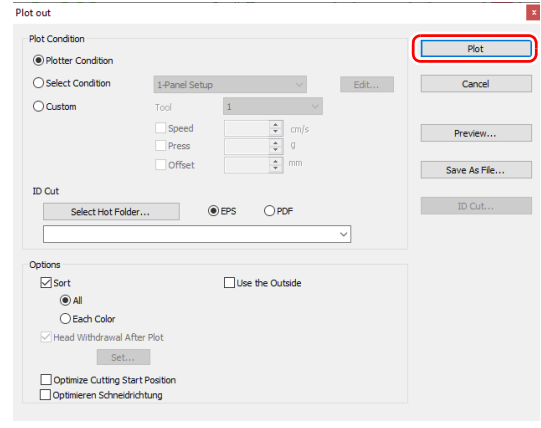 Plot out
Plot Condition
Plotter Condition
Select Condition 1-Panel Setup Edit...
Custom Tool 1
Speed cm/s
Press g
Offset mm
ID Cut
Select Hot Folder... EPS PDF
Plot
Cancel
Preview...
Save As File...
ID Cut...
Options
Sort Use the Outside
All
Each Color
Head Withdrawal After Plot
Set...
Optimize Cutting Start Position
Optimieren Schneidrichtung